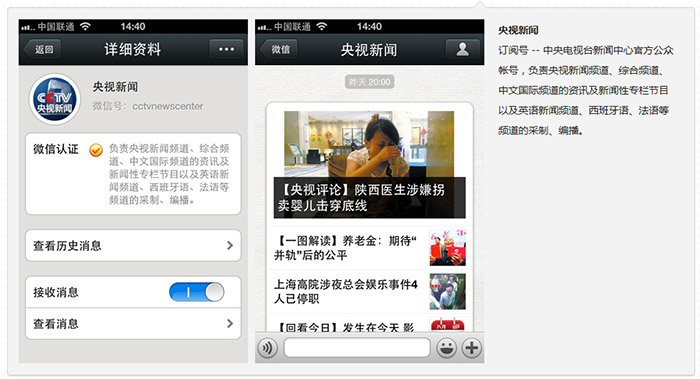 中国联通 14:40
返回 详细资料
CCTV
央视新闻
央视新闻
微信号: cctvnewscenter
微信认证
负责央视新闻频道、综合频
道、中文国际频道的资讯及
新闻性专栏节目以及英语新
闻频道、西班牙语、法语等
频道的采制、编播。
查看历史消息
接收消息
查看消息
中国联通 14:40
微信 央视新闻
昨天 20:00
【央视评论】陕西医生涉嫌拐
卖婴儿击穿底线
【一图解读】养老金：期待“
并轨”后的公平
上海高院涉夜总会娱乐事件4
人已停职
【回看今日】发生在今天 影
央视新闻
订阅号 -- 中央电视台新闻中心官方公众
帐号，负责央视新闻频道、综合频道、
中文国际频道的资讯及新闻性专栏节目
以及英语新闻频道、西班牙语、法语等
频道的采制、编播。